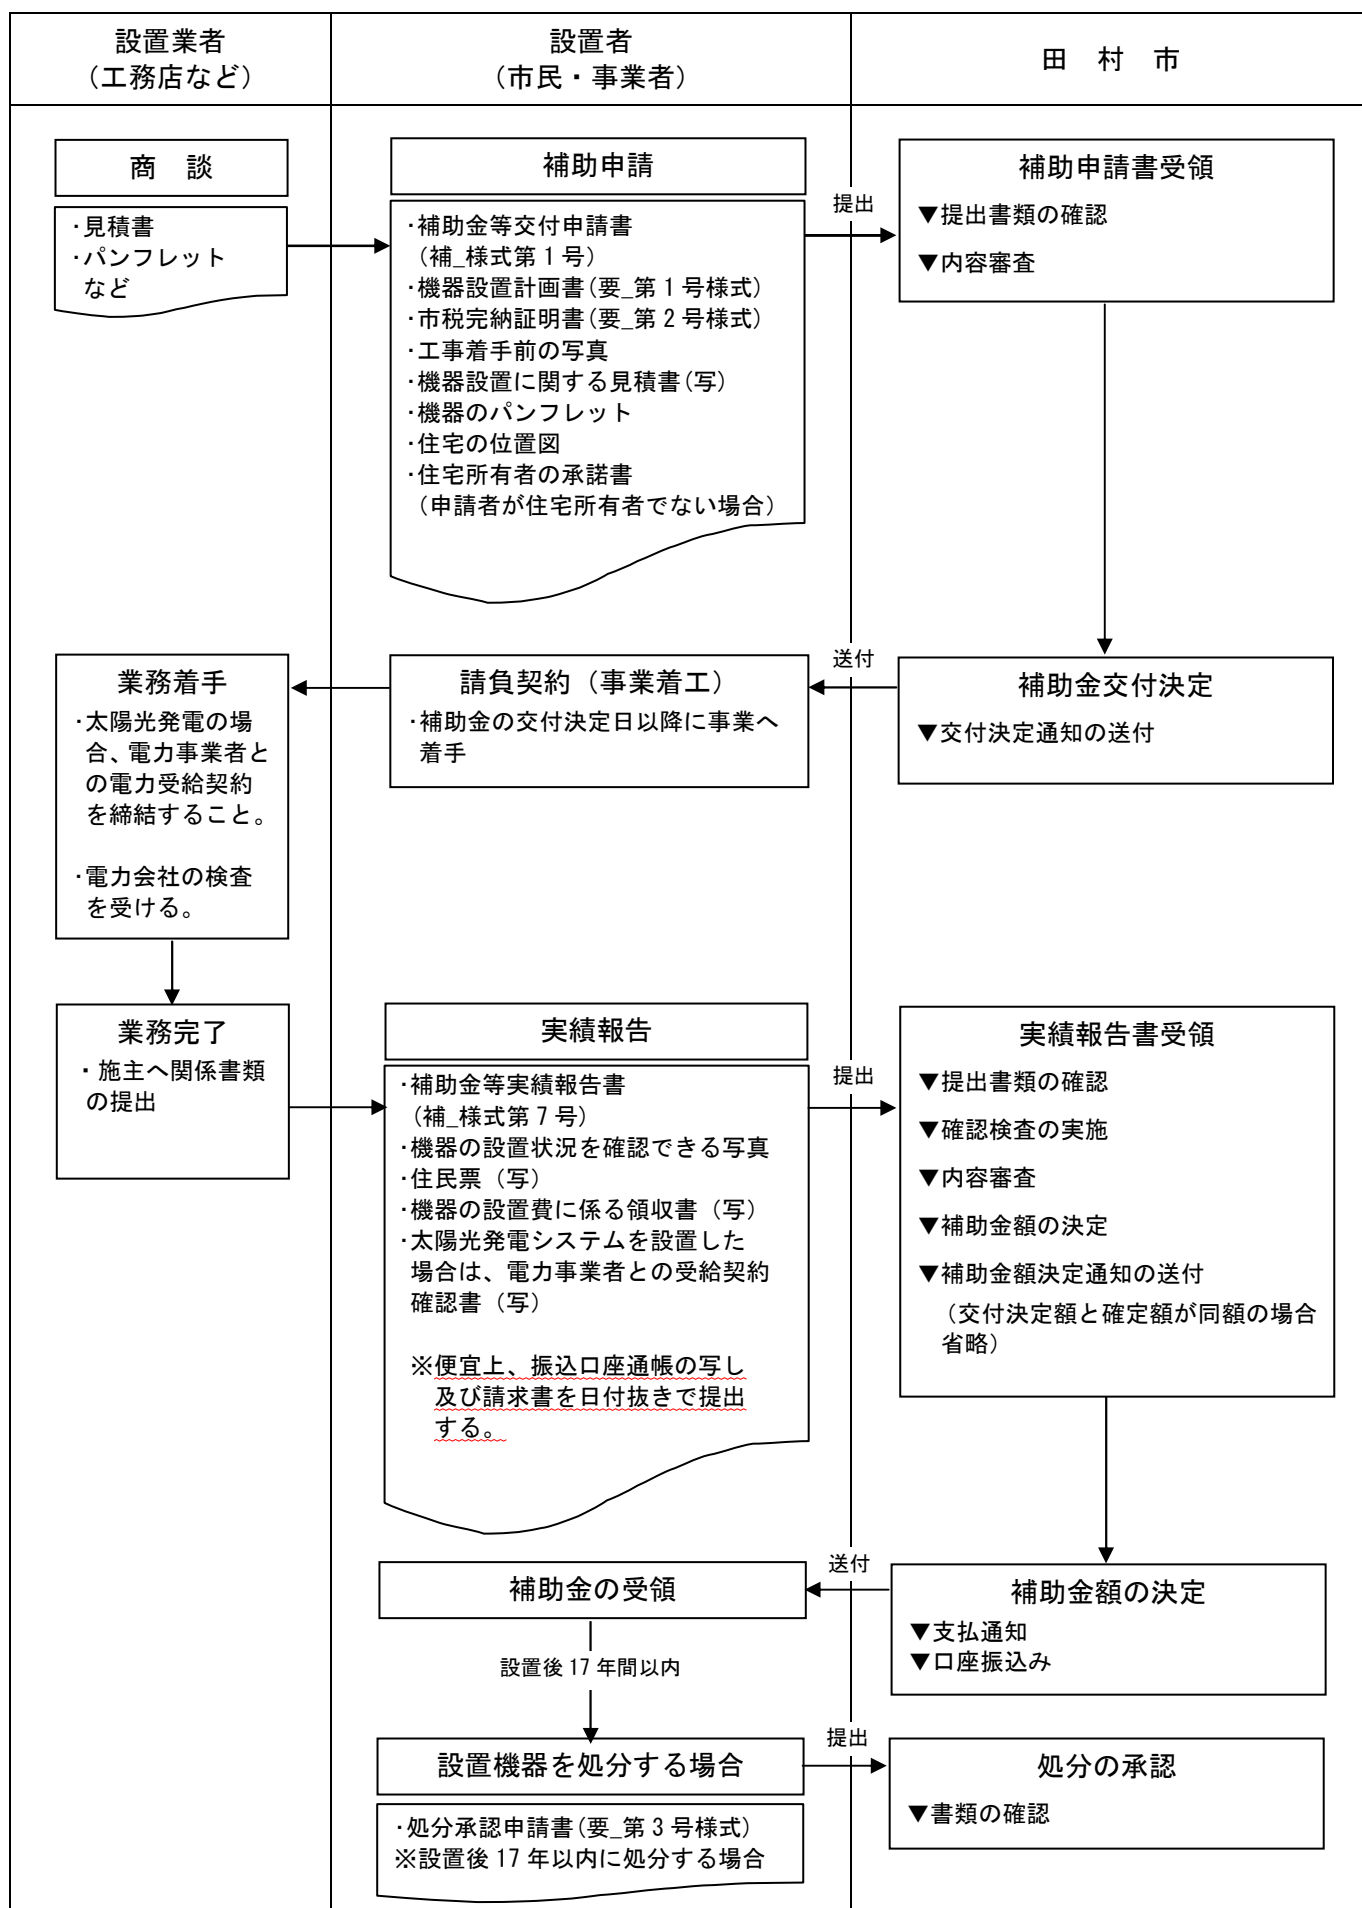 設置業者
（工務店など）
設置者
（市民・事業者）
田　村　市
商　談
・見積書
・パンフレット
など
補助申請
・補助金等交付申請書
(補_様式第１号)
・機器設置計画書(要_第１号様式)
・市税完納証明書(要_第２号様式)
・工事着手前の写真
・機器設置に関する見積書(写)
・機器のパンフレット
・住宅の位置図
・住宅所有者の承諾書
(申請者が住宅所有者でない場合)
提出
補助申請書受領
▼提出書類の確認
▼内容審査
業務着手
・太陽光発電の場
合、電力事業者と
の電力受給契約
を締結すること。
・電力会社の検査
を受ける。
請負契約（事業着工）
・補助金の交付決定日以降に事業へ
着手
送付
補助金交付決定
▼交付決定通知の送付
業務完了
・施主へ関係書類
の提出
実績報告
・補助金等実績報告書
(補_様式第７号)
・機器の設置状況を確認できる写真
・住民票（写）
・機器の設置費に係る領収書（写）
・太陽光発電システムを設置した
場合は、電力事業者との受給契約
確認書（写）
※便宜上、振込口座通帳の写し
及び請求書を日付抜きで提出
する。
提出
実績報告書受領
▼提出書類の確認
▼確認検査の実施
▼内容審査
▼補助金額の決定
▼補助金額決定通知の送付
（交付決定額と確定額が同額の場合
省略）
補助金の受領
送付
補助金額の決定
▼支払通知
▼口座振込み
設置後 17 年間以内
設置機器を処分する場合
・処分承認申請書(要_第３号様式)
※設置後 17 年以内に処分する場合
提出
処分の承認
▼書類の確認